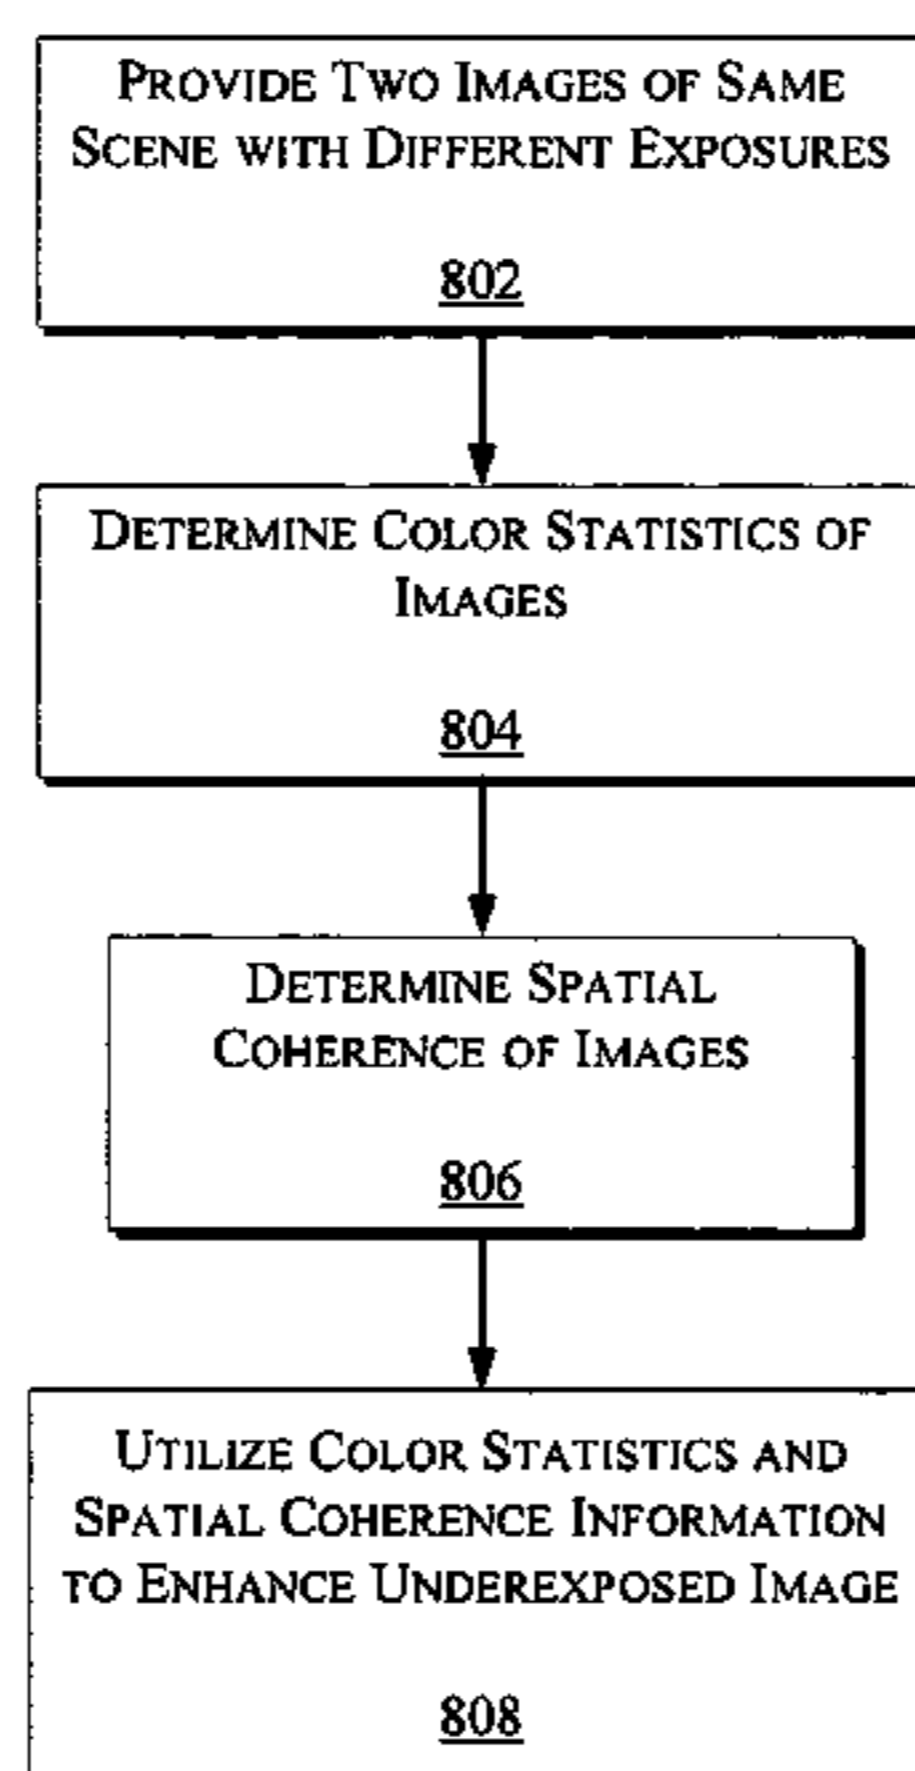 PROVIDE TWO IMAGES OF SAME
SCENE WITH DIFFERENT EXPOSURES
802
DETERMINE COLOR STATISTICS OF
IMAGES
804
DETERMINE SPATIAL
COHERENCE OF IMAGES
806
UTILIZE COLOR STATISTICS AND
SPATIAL COHERENCE INFORMATION
TO ENHANCE UNDEREXPOSED IMAGE
808